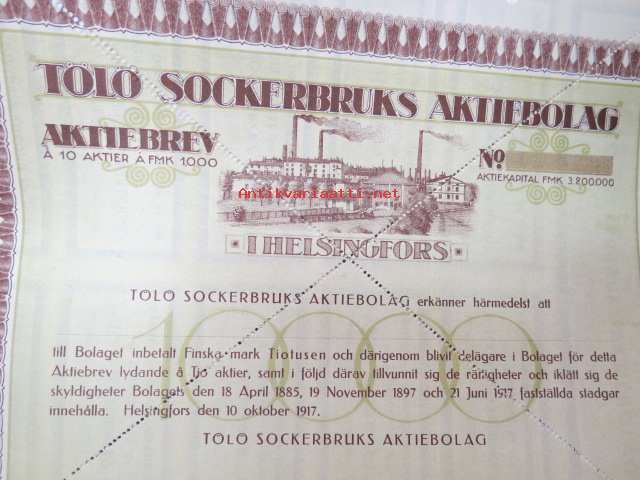 TÖLÖ SOCKERBRUKS AKTIEBOLAG
AKTIEBREV
À 10 AKTIER À FMK 1000
No
AKTIEKAPITAL FMK 3.200.000
Antikvariaatti.net
I HELSINGFORS
TÖLÖ SOCKERBRUKS AKTIEBOLAG erkänner härmedelst att
10000
till Bolaget inbetalt Finska mark Tiotusen och därigenom blivit delägare i Bolaget för detta
Aktiebrev lydande å Tio aktier, samt i följd därav tillvunnit sig de rättigheter och iklätt sig de
skyldigheter Bolagets den 18 April 1885, 19 November 1897 och 21 Juni 1917 fastställda stadgar
innehålla. Helsingfors den 10 oktober 1917.
TÖLÖ SOCKERBRUKS AKTIEBOLAG